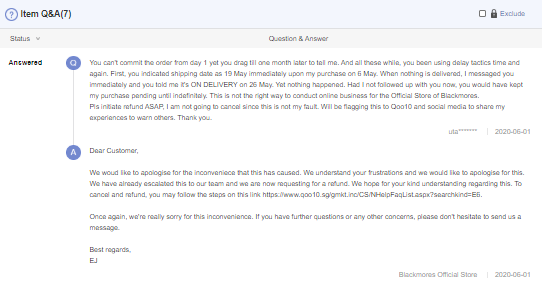 ? Item Q&A(7)
Exclude
Status
Question & Answer
Answered
Q
You can't commit the order from day 1 yet you drag till one month later to tell me. And all these while, you been using delay tactics time and
again. First, you indicated shipping date as 19 May immediately upon my purchase on 6 May. When nothing is delivered, I messaged you
immediately and you told me it's ON DELIVERY on 26 May. Yet nothing happened. Had I not followed up with you now, you would have kept
my purchase pending until indefinitely. This is not the right way to conduct online business for the Official Store of Blackmores.
Pls initiate refund ASAP, I am not going to cancel since this is not my fault. Will be flagging this to Qoo10 and social media to share my
experiences to warn others. Thank you.
uta*******
2020-06-01
A
Dear Customer,
We woud like to apologise for the inconveniece that this has caused. We understand your frustrations and we would like to apologise for this.
We have already escalated this to our team and we are now requesting for a refund. We hope for your kind understanding regarding this. To
cancel and refund, you may follow the steps on this link https://www.qoo10.sg/gmkt.inc/CS/NHelpFaqList.aspx?searchkind=E6.
Once again, we're really sorry for this inconvenience. If you have further questions or any other concerns, please don't hesitate to send us a
message.
Best regards,
EJ
Blackmores Official Store
2020-06-01